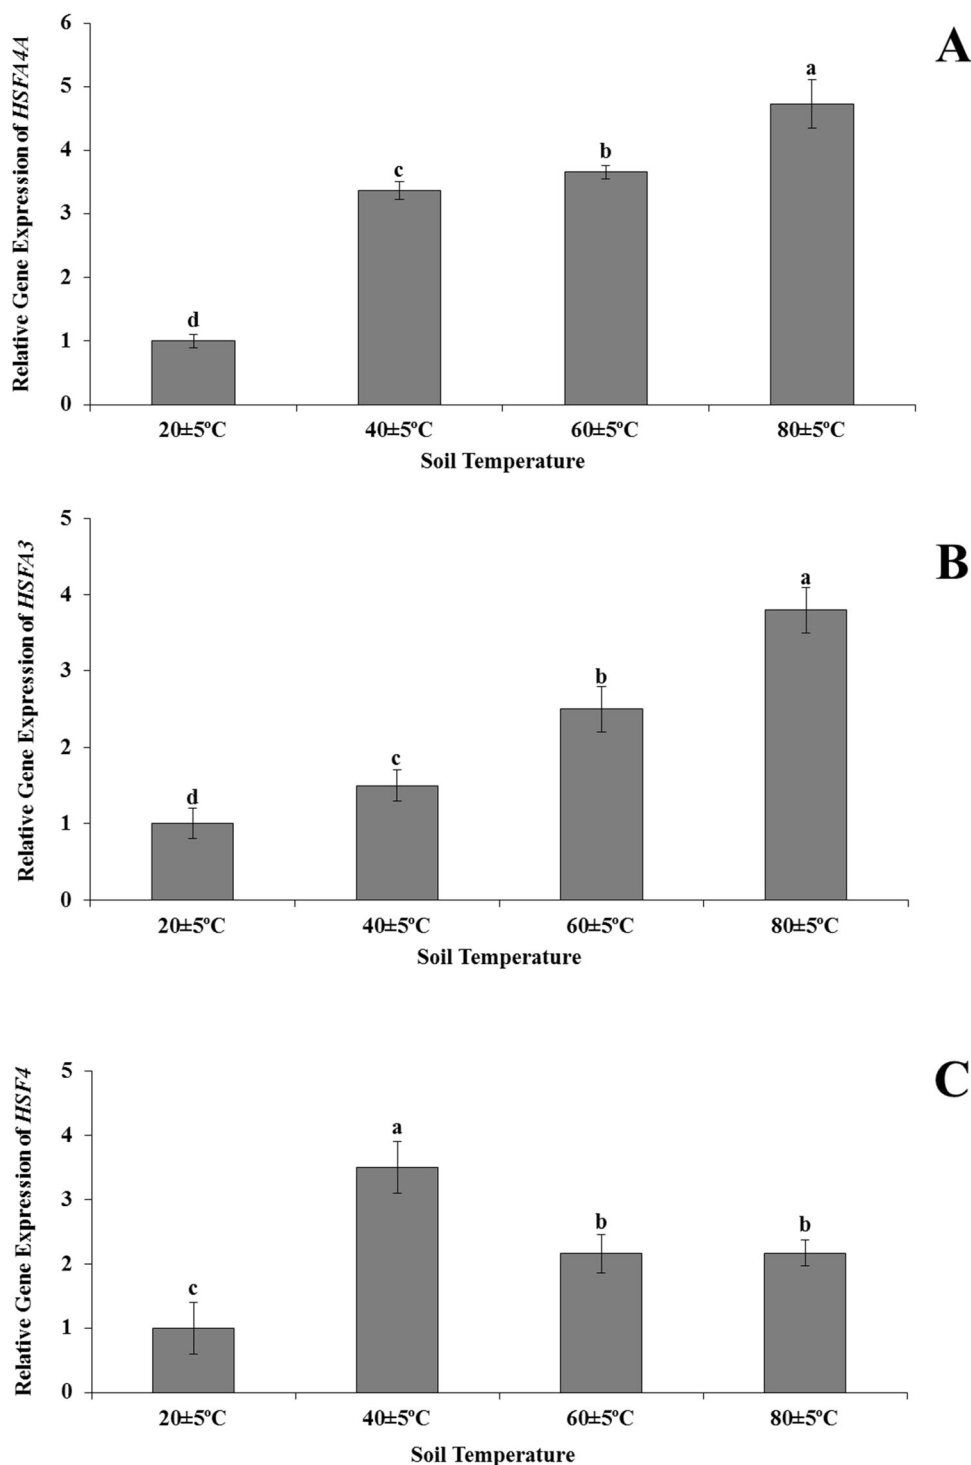 A
Relative Gene Expression of HSFA4A
6
5
4
3
2
1
0
d
c
b
a
20±5ºC 40±5ºC 60±5ºC 80±5ºC
Soil Temperature
B
Relative Gene Expression of HSFA3
5
4
3
2
1
0
d
c
b
a
20±5ºC 40±5ºC 60±5ºC 80±5ºC
Soil Temperature
C
Relative Gene Expression of HSF4
5
4
3
2
1
0
c
a
b
b
20±5ºC 40±5ºC 60±5ºC 80±5ºC
Soil Temperature